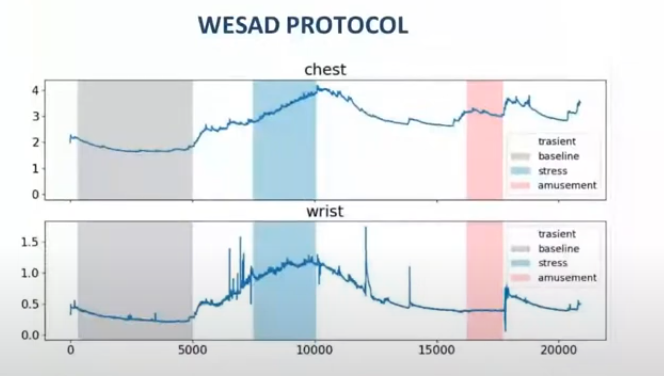 WESAD PROTOCOL
chest
4
3
2
1
0
trasient
baseline
stress
amusement
wrist
1.5
1.0
0.5
0.0
trasient
baseline
stress
amusement
0 5000 10000 15000 20000